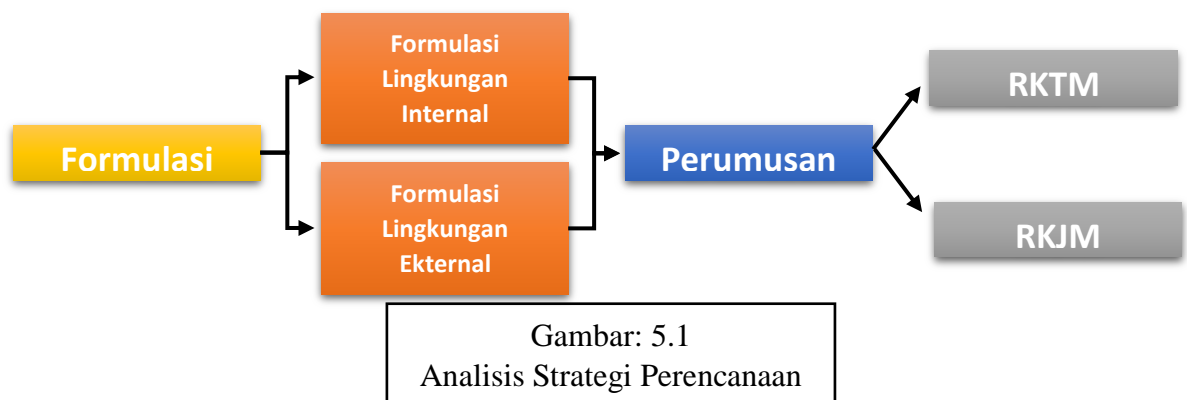 Formulasi
Formulasi
Lingkungan
Internal
Formulasi
Lingkungan
Ekternal
Perumusan
RKTM
RKJM
Gambar: 5.1
Analisis Strategi Perencanaan